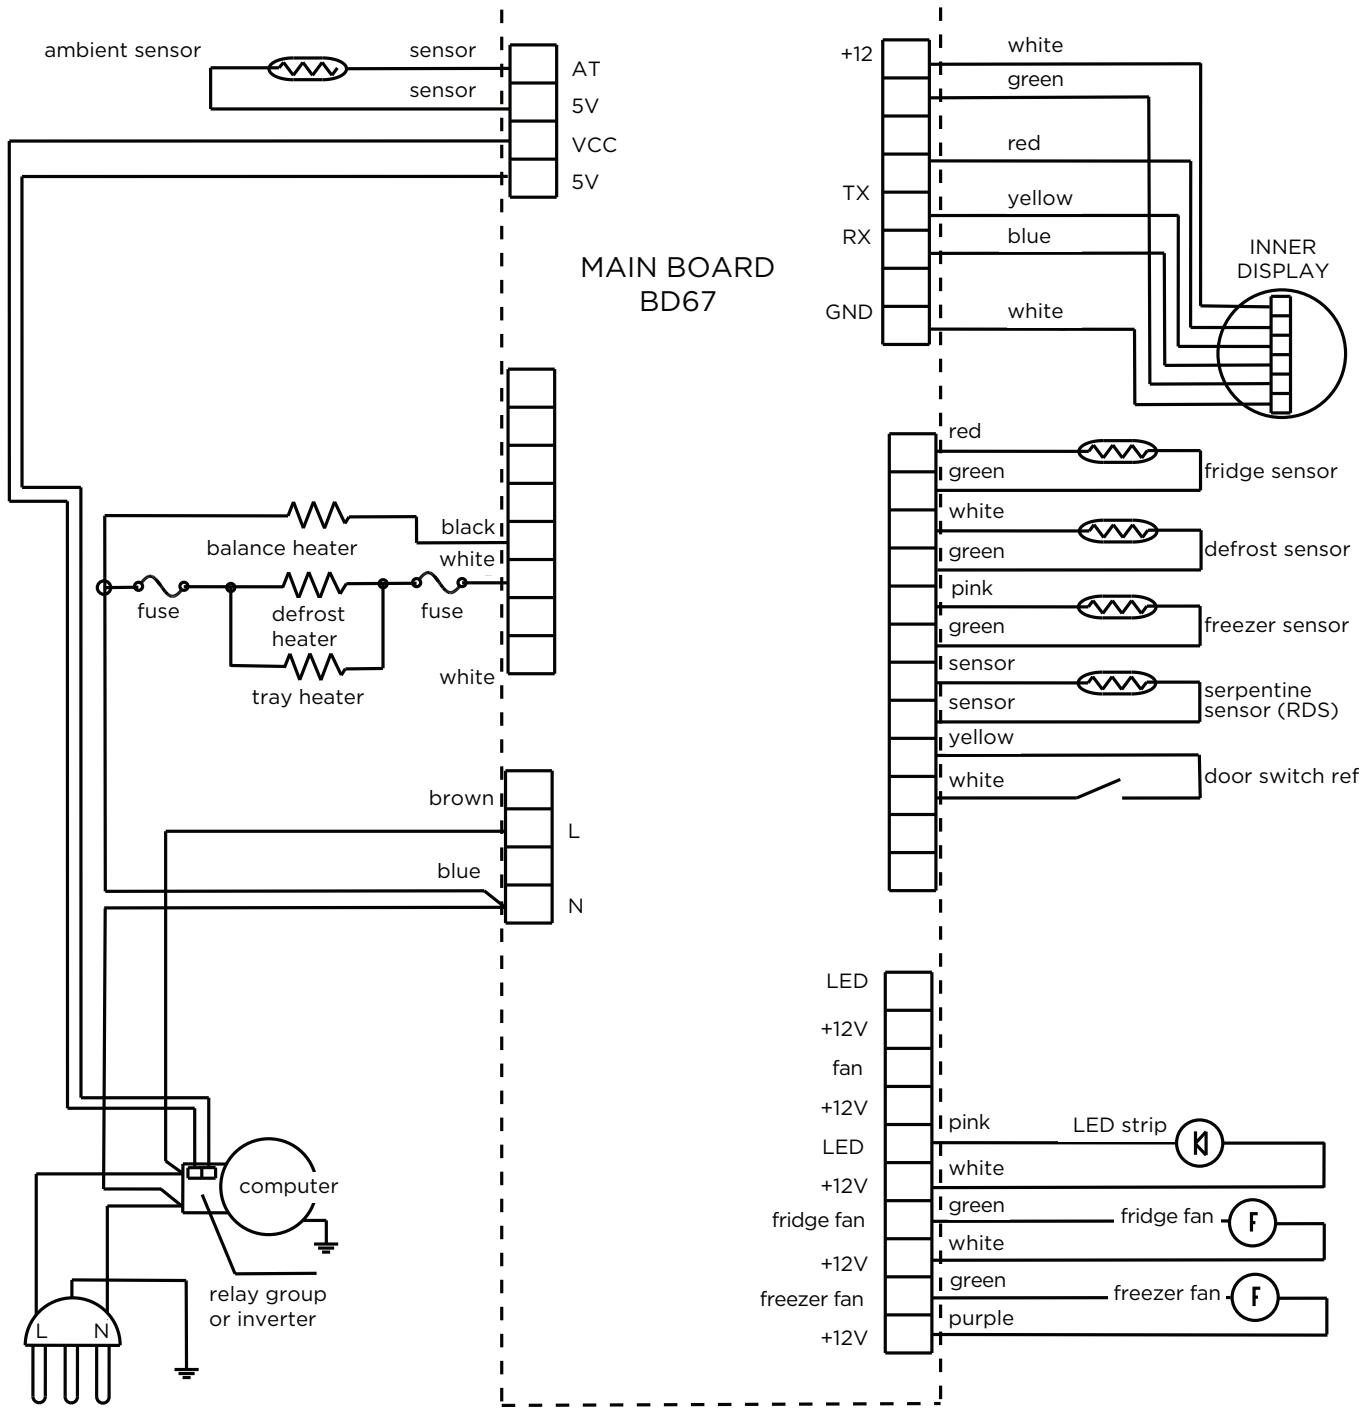 ambient sensor
sensor
sensor
AT
5V
VCC
5V
MAIN BOARD
BD67
black
balance heater
white
fuse
defrost
heater
fuse
tray heater
white
brown
L
blue
N
computer
relay group
or inverter
L
N
+12
white
green
red
TX
yellow
RX
blue
GND
white
INNER
DISPLAY
red
green
fridge sensor
white
green
defrost sensor
pink
green
freezer sensor
sensor
sensor
serpentine
sensor (RDS)
yellow
white
door switch ref
LED
+12V
fan
+12V
LED
+12V
fridge fan
+12V
freezer fan
+12V
pink
LED strip
white
green
fridge fan
F
white
green
freezer fan
F
purple